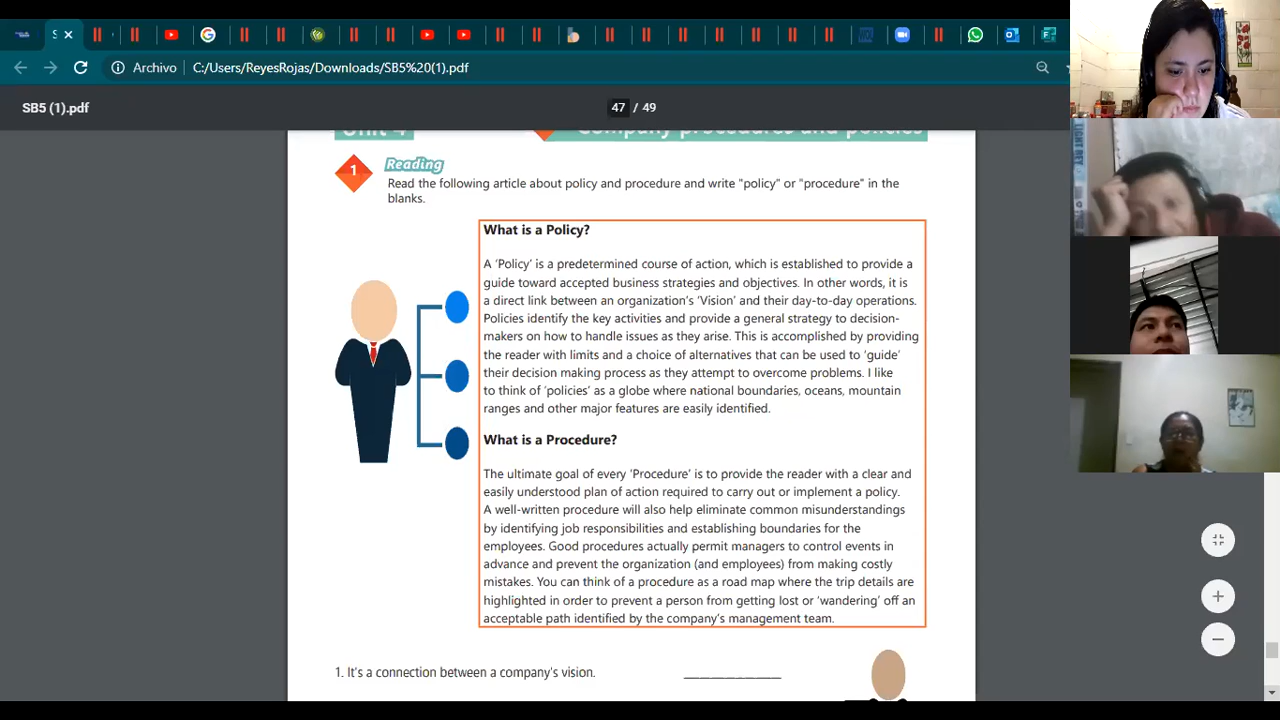 S
Archivo
C:/Users/ReyesRojas/Downloads/SB5%20(1).pdf
SB5 (1).pdf
47 / 49
Unit 4
Company procedures and policies
1
Reading
Read the following article about policy and procedure and write "policy" or "procedure" in the
blanks.
What is a Policy?
A ‘Policy’ is a predetermined course of action, which is established to provide a
guide toward accepted business strategies and objectives. In other words, it is
a direct link between an organization's ‘Vision’ and their day-to-day operations.
Policies identify the key activities and provide a general strategy to decision-
makers on how to handle issues as they arise. This is accomplished by providing
the reader with limits and a choice of alternatives that can be used to ‘guide’
their decision making process as they attempt to overcome problems. I like
to think of ‘policies’ as a globe where national boundaries, oceans, mountain
ranges and other major features are easily identified.
What is a Procedure?
The ultimate goal of every ‘Procedure’ is to provide the reader with a clear and
easily understood plan of action required to carry out or implement a policy.
A well-written procedure will also help eliminate common misunderstandings
by identifying job responsibilities and establishing boundaries for the
employees. Good procedures actually permit managers to control events in
advance and prevent the organization (and employees) from making costly
mistakes. You can think of a procedure as a road map where the trip details are
highlighted in order to prevent a person from getting lost or ‘wandering’ off an
acceptable path identified by the company's management team.
1. It's a connection between a company's vision. ______________